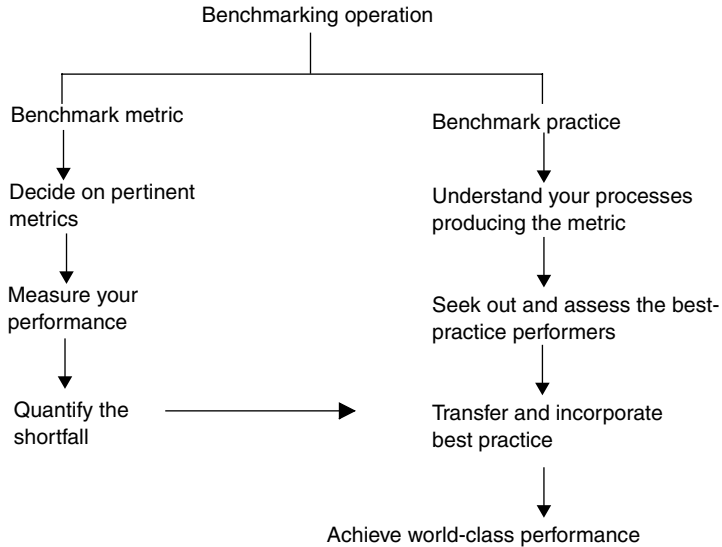 Benchmarking operation
Benchmark metric
Decide on pertinent
metrics
Measure your
performance
Quantify the
shortfall
Benchmark practice
Understand your processes
producing the metric
Seek out and assess the best-
practice performers
Transfer and incorporate
best practice
Achieve world-class performance